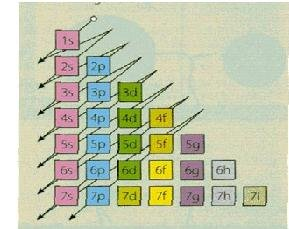 1s
2s 2p
3s 3p 3d
4s 4p 4d 4f
5s 5p 5d 5f 5g
6s 6p 6d 6f 6g 6h
7s 7p 7d 7f 7g 7h 7i